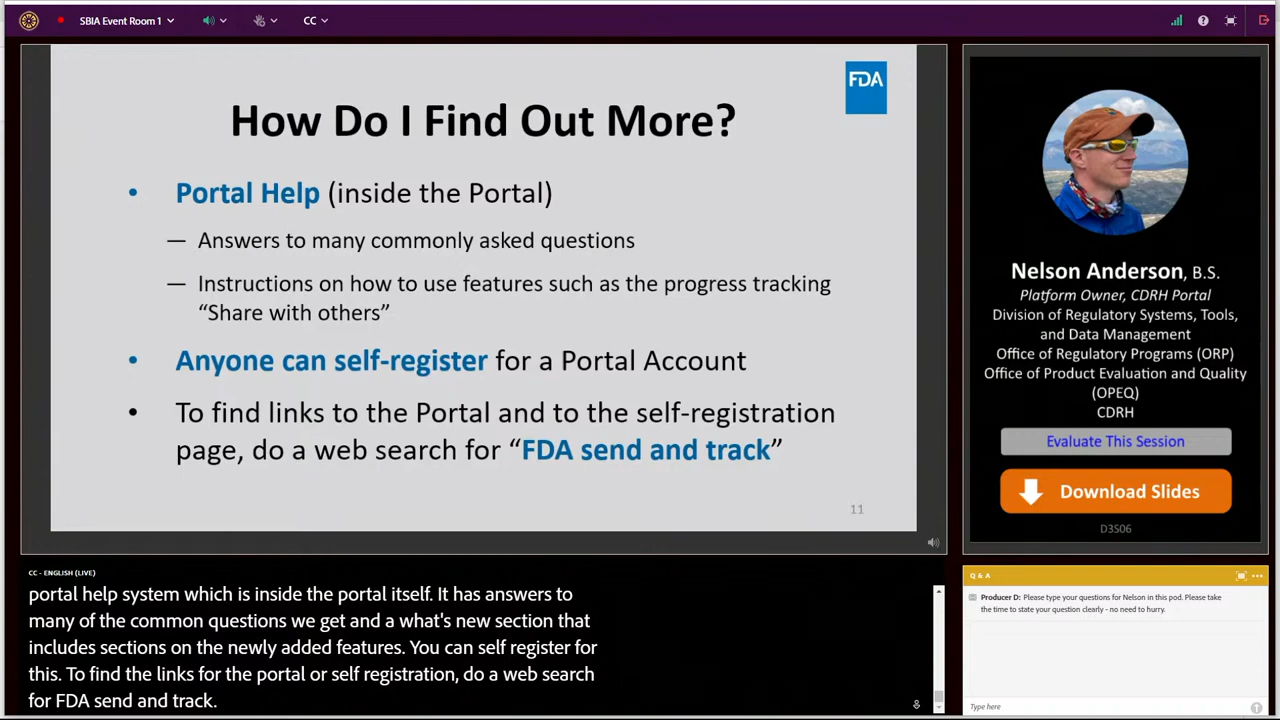 SBIA Event Room 1
CC
FDA
How Do I Find Out More?
• Portal Help (inside the Portal)
— Answers to many commonly asked questions
— Instructions on how to use features such as the progress tracking
“Share with others”
• Anyone can self-register for a Portal Account
• To find links to the Portal and to the self-registration
page, do a web search for “FDA send and track”
11
Nelson Anderson, B.S.
Platform Owner, CDRH Portal
Division of Regulatory Systems, Tools,
and Data Management
Office of Regulatory Programs (ORP)
Office of Product Evaluation and Quality
(OPEQ)
CDRH
Evaluate This Session
Download Slides
D3S06
CC - ENGLISH (LIVE)
portal help system which is inside the portal itself. It has answers to
many of the common questions we get and a what's new section that
includes sections on the newly added features. You can self register for
this. To find the links for the portal or self registration, do a web search
for FDA send and track.
Q & A
Producer D: Please type your questions for Nelson in this pod. Please take
the time to state your question clearly - no need to hurry.
Type here